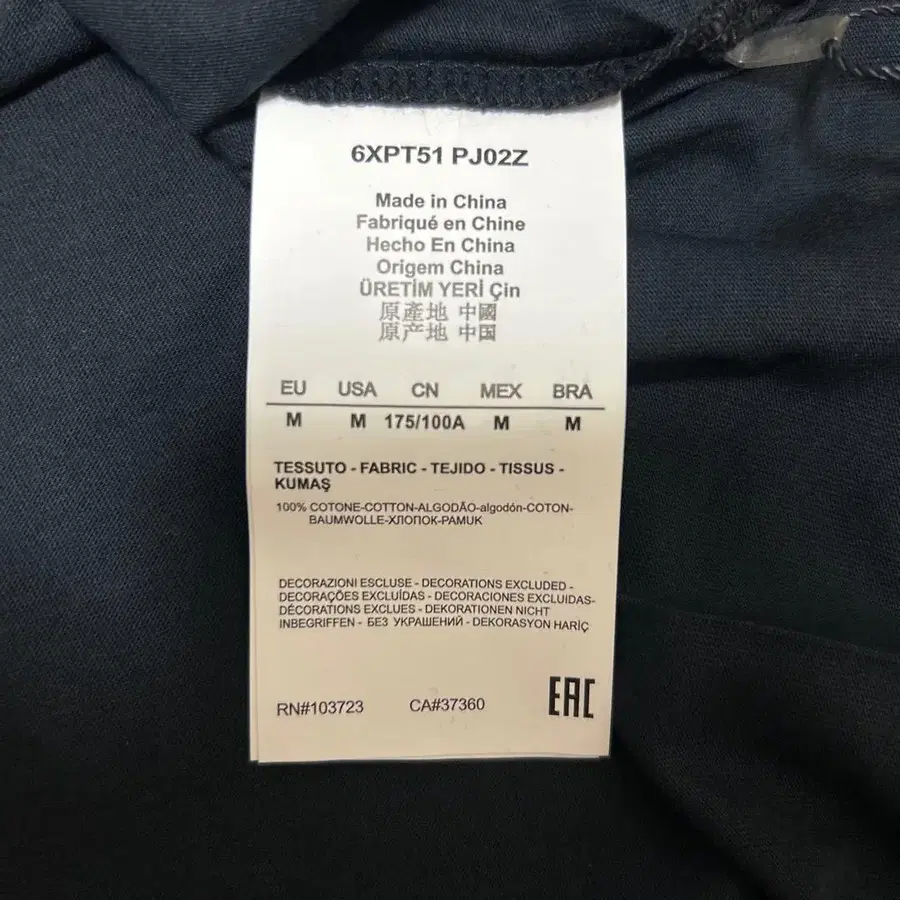 6XPT51 PJ02Z
Made in China
Fabriqué en Chine
Hecho En China
Origem China
ÜRETİM YERİ Çin
原產地 中國
原产地 中国
EU USA CN MEX BRA
M M 175/100A M M
TESSUTO - FABRIC - TEJIDO - TISSUS -
KUMAŞ
100% COTONE-COTTON-ALGODÃO-algodón-COTON-
BAUMWOLLE-ХЛОПОК-PAMUK
DECORAZIONI ESCLUSE - DECORATIONS EXCLUDED -
DECORAÇÕES EXCLUÍDAS - DECORACIONES EXCLUIDAS-
DÉCORATIONS EXCLUES - DEKORATIONEN NICHT
INBEGRIFFEN - БЕЗ УКРАШЕНИЙ - DEKORASYON HARİÇ
RN#103723 CA#37360 EAC